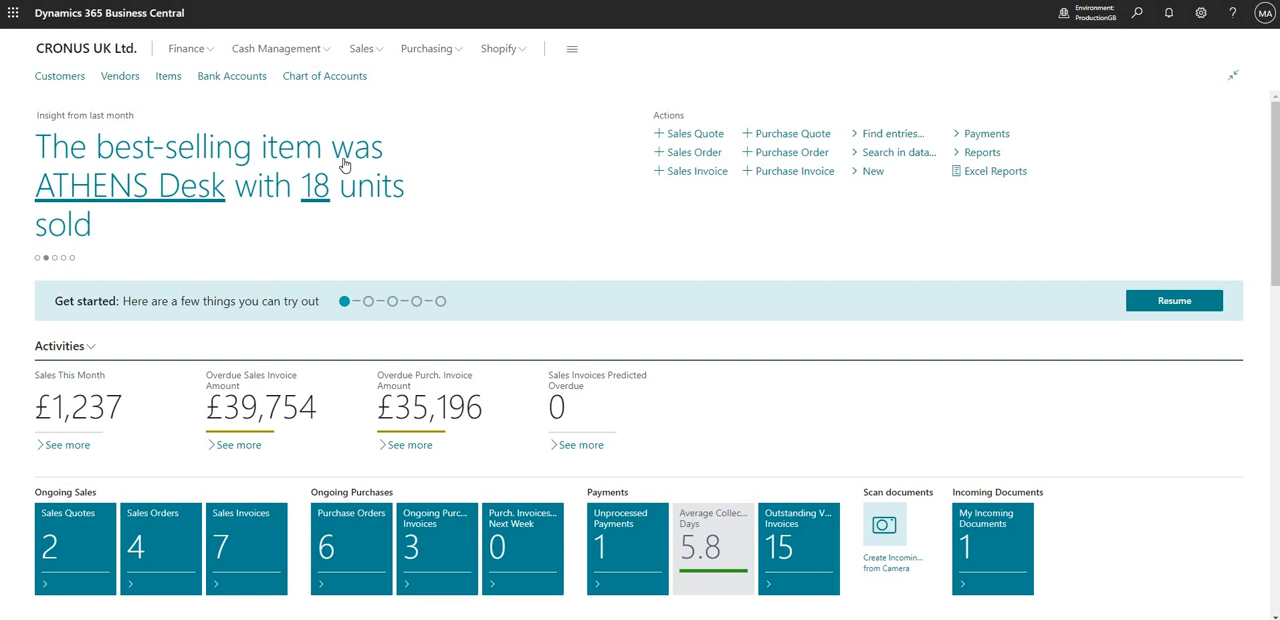 Dynamics 365 Business Central
Environment:
ProductionGB
?
MA
CRONUS UK Ltd.
Finance
Cash Management
Sales
Purchasing
Shopify
Customers
Vendors
Items
Bank Accounts
Chart of Accounts
Insight from last month
The best-selling item was
ATHENS Desk with 18 units
sold
Actions
+ Sales Quote
+ Purchase Quote
> Find entries...
> Payments
+ Sales Order
+ Purchase Order
> Search in data...
> Reports
+ Sales Invoice
+ Purchase Invoice
> New
Excel Reports
Get started: Here are a few things you can try out
Resume
Activities
Sales This Month
£1,237
>See more
Overdue Sales Invoice
Amount
£39,754
>See more
Overdue Purch. Invoice
Amount
£35,196
>See more
Sales Invoices Predicted
Overdue
0
>See more
Ongoing Sales
Sales Quotes
2
Sales Orders
4
Sales Invoices
7
Ongoing Purchases
Purchase Orders
6
Ongoing Purc...
Invoices
3
Purch. Invoices...
Next Week
0
Payments
Unprocessed
Payments
1
Average Collec...
Days
5.8
Outstanding V...
Invoices
15
Scan documents
Create Incomin...
from Camera
Incoming Documents
My Incoming
Documents
1